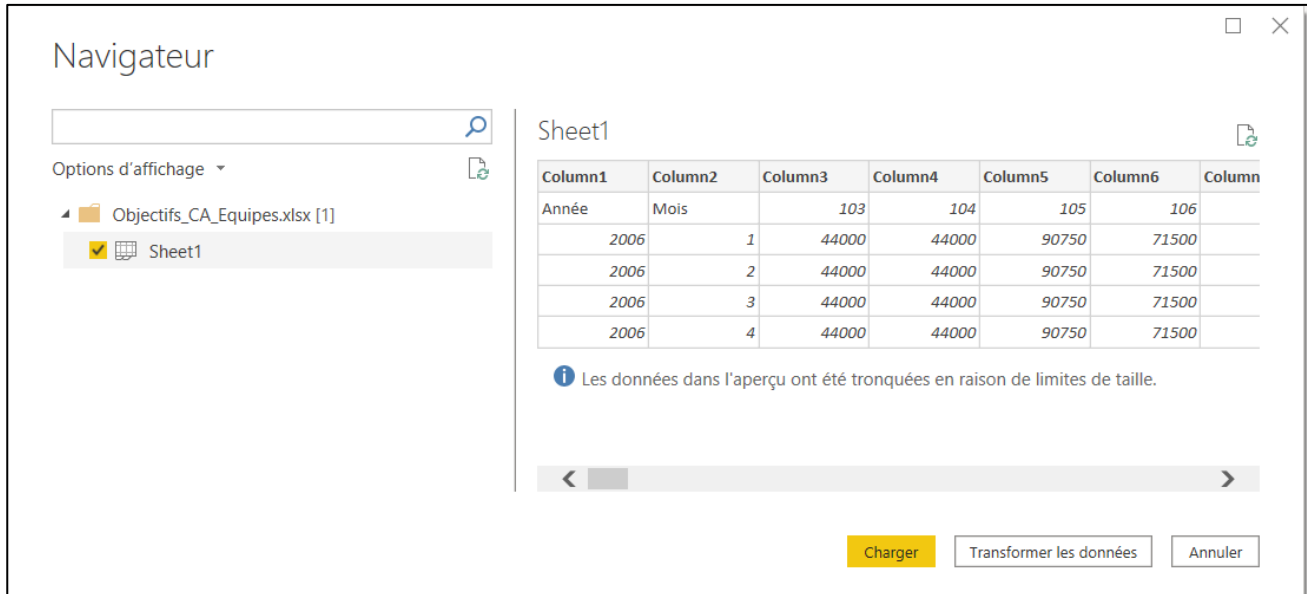 Navigateur
Options d'affichage
Objectifs_CA_Equipes.xlsx [1]
Sheet1
Sheet1
Column1 Column2 Column3 Column4 Column5 Column6 Column
Année Mois 103 104 105 106
2006 1 44000 44000 90750 71500
2006 2 44000 44000 90750 71500
2006 3 44000 44000 90750 71500
2006 4 44000 44000 90750 71500
Les données dans l'aperçu ont été tronquées en raison de limites de taille.
Charger Transformer les données Annuler